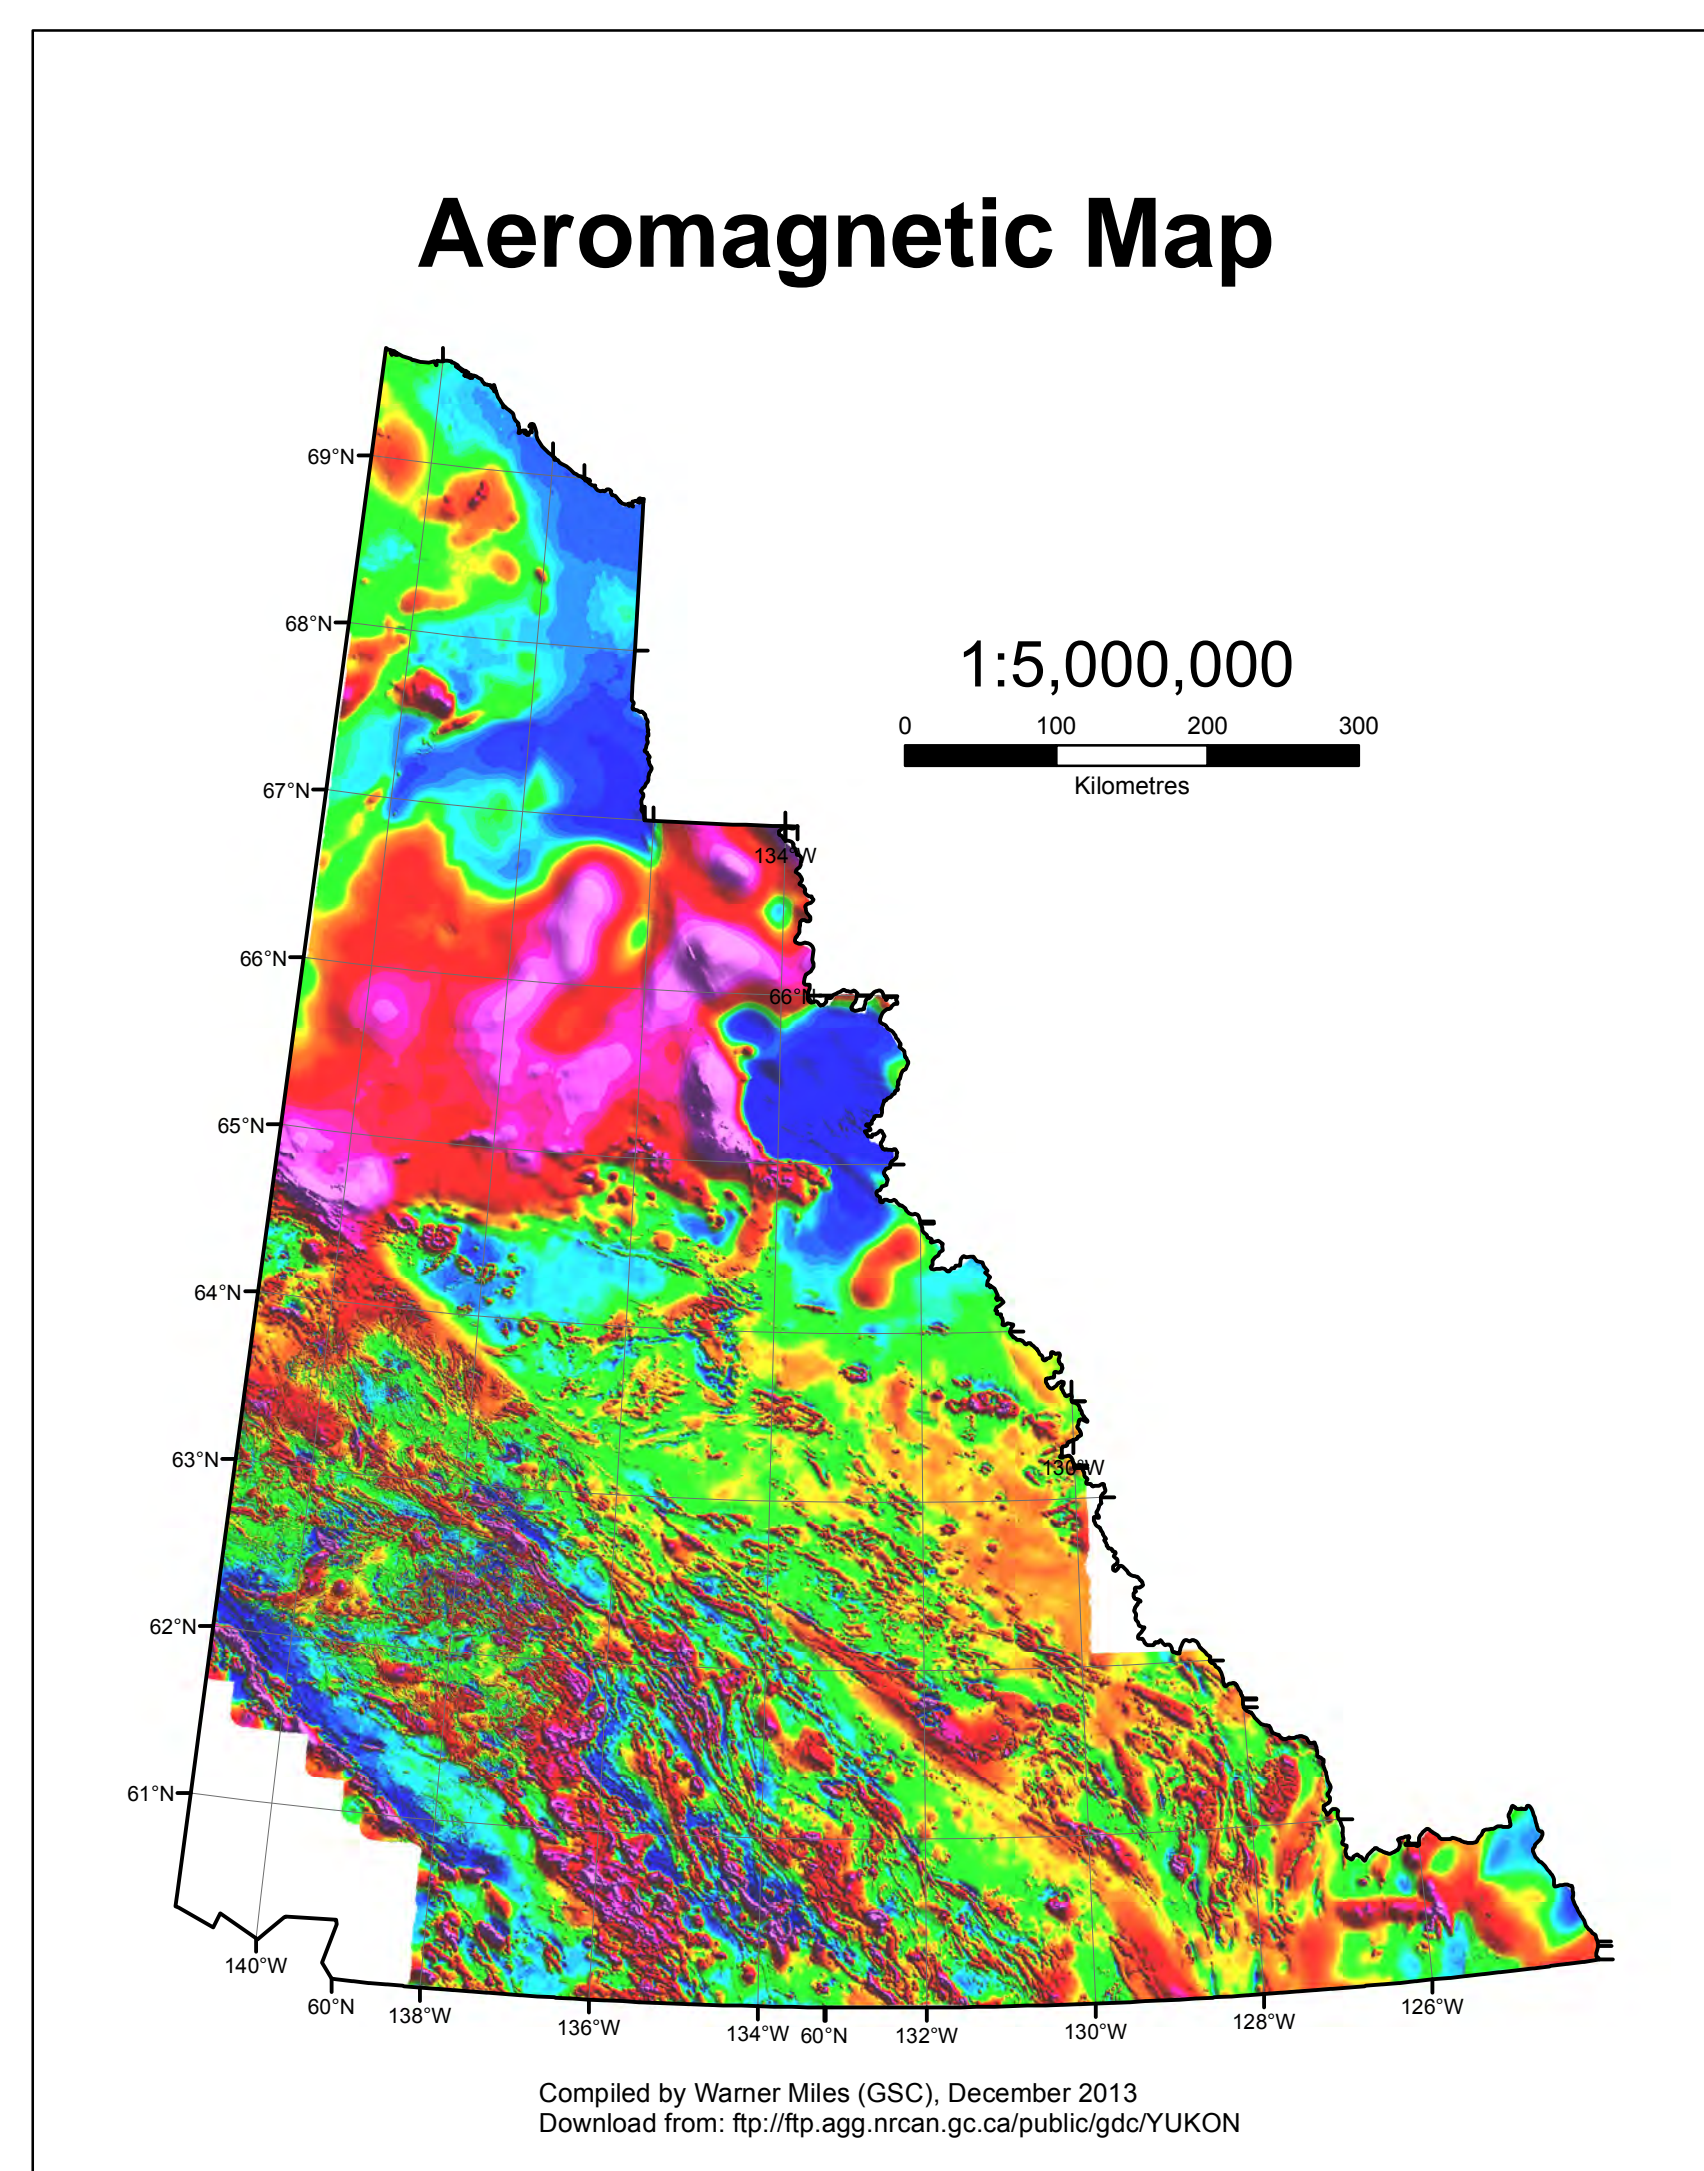 Aeromagnetic Map
69°N
68°N
1:5,000,000
0 100 200 300
Kilometres
67°N
134°W
66°N
66°N
65°N
64°N
63°N
130°W
62°N
61°N
140°W
60°N
138°W
136°W
134°W
60°N
132°W
130°W
128°W
126°W
Compiled by Warner Miles (GSC), December 2013
Download from: ftp://ftp.agg.nrcan.gc.ca/public/gdc/YUKON